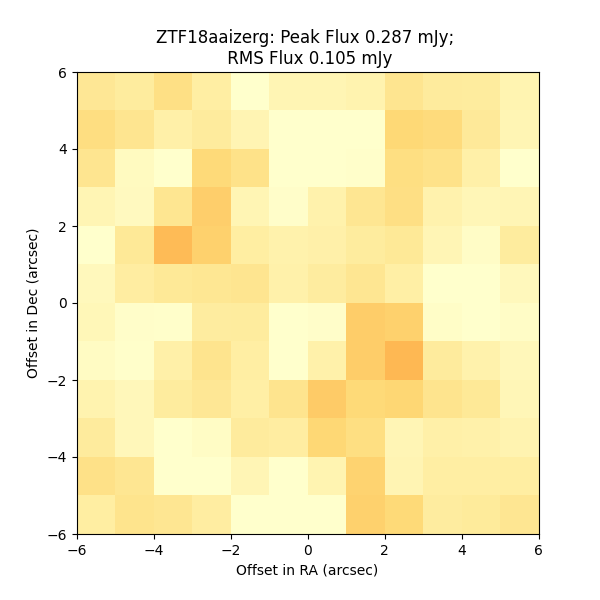 ZTF18aaizerg: Peak Flux 0.287 mJy;
RMS Flux 0.105 mJy
6
4
2
0
−2
−4
−6
Offset in Dec (arcsec)
−6 −4 −2 0 2 4 6
Offset in RA (arcsec)